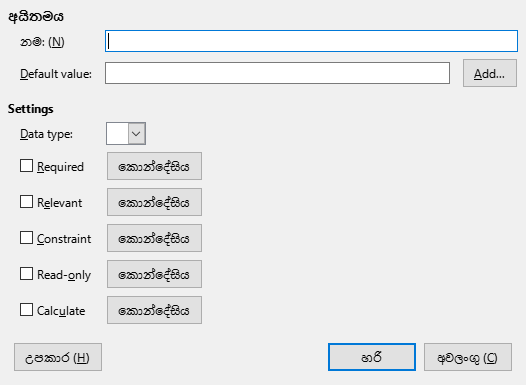 අයිතමය
නම: (N)
Default value:
Add...
Settings
Data type:
Required කොන්දේසිය
Relevant කොන්දේසිය
Constraint කොන්දේසිය
Read-only කොන්දේසිය
Calculate කොන්දේසිය
උපකාර (H) හරි අවලංගු (C)